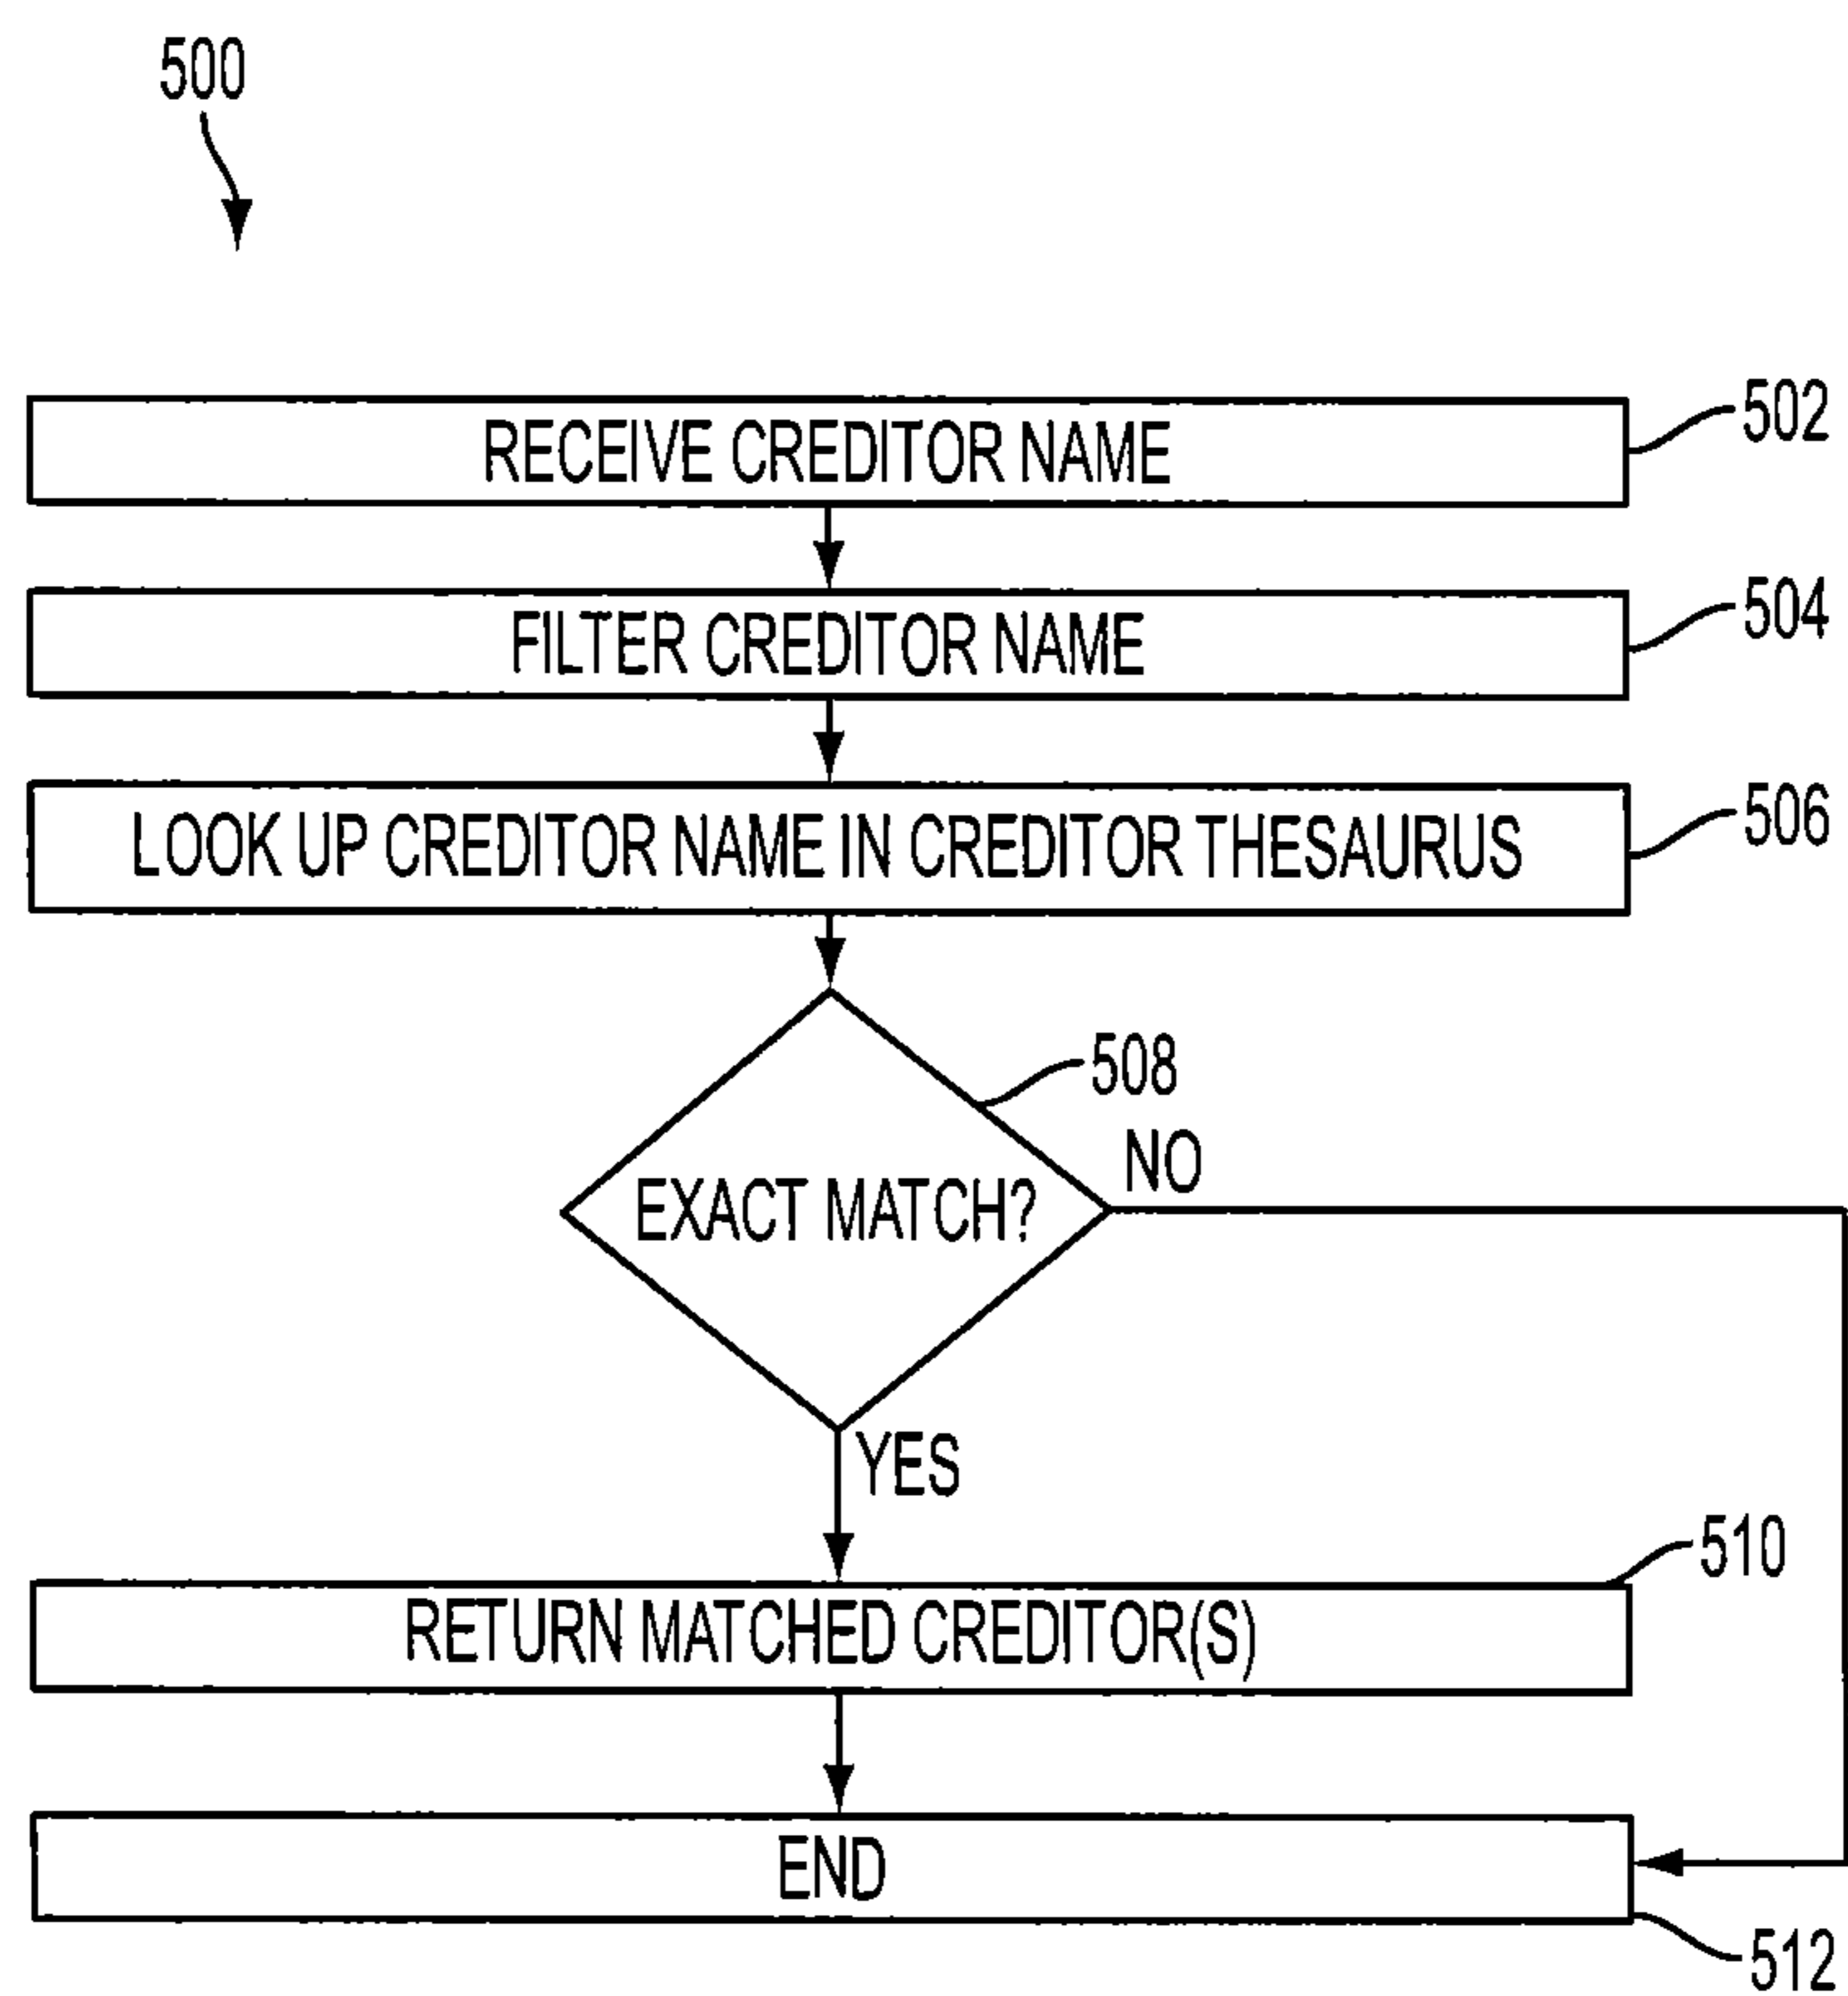 500
RECEIVE CREDITOR NAME
502
FILTER CREDITOR NAME
504
LOOK UP CREDITOR NAME IN CREDITOR THESAURUS
506
508
NO
EXACT MATCH?
YES
510
RETURN MATCHED CREDITOR(S)
END
512